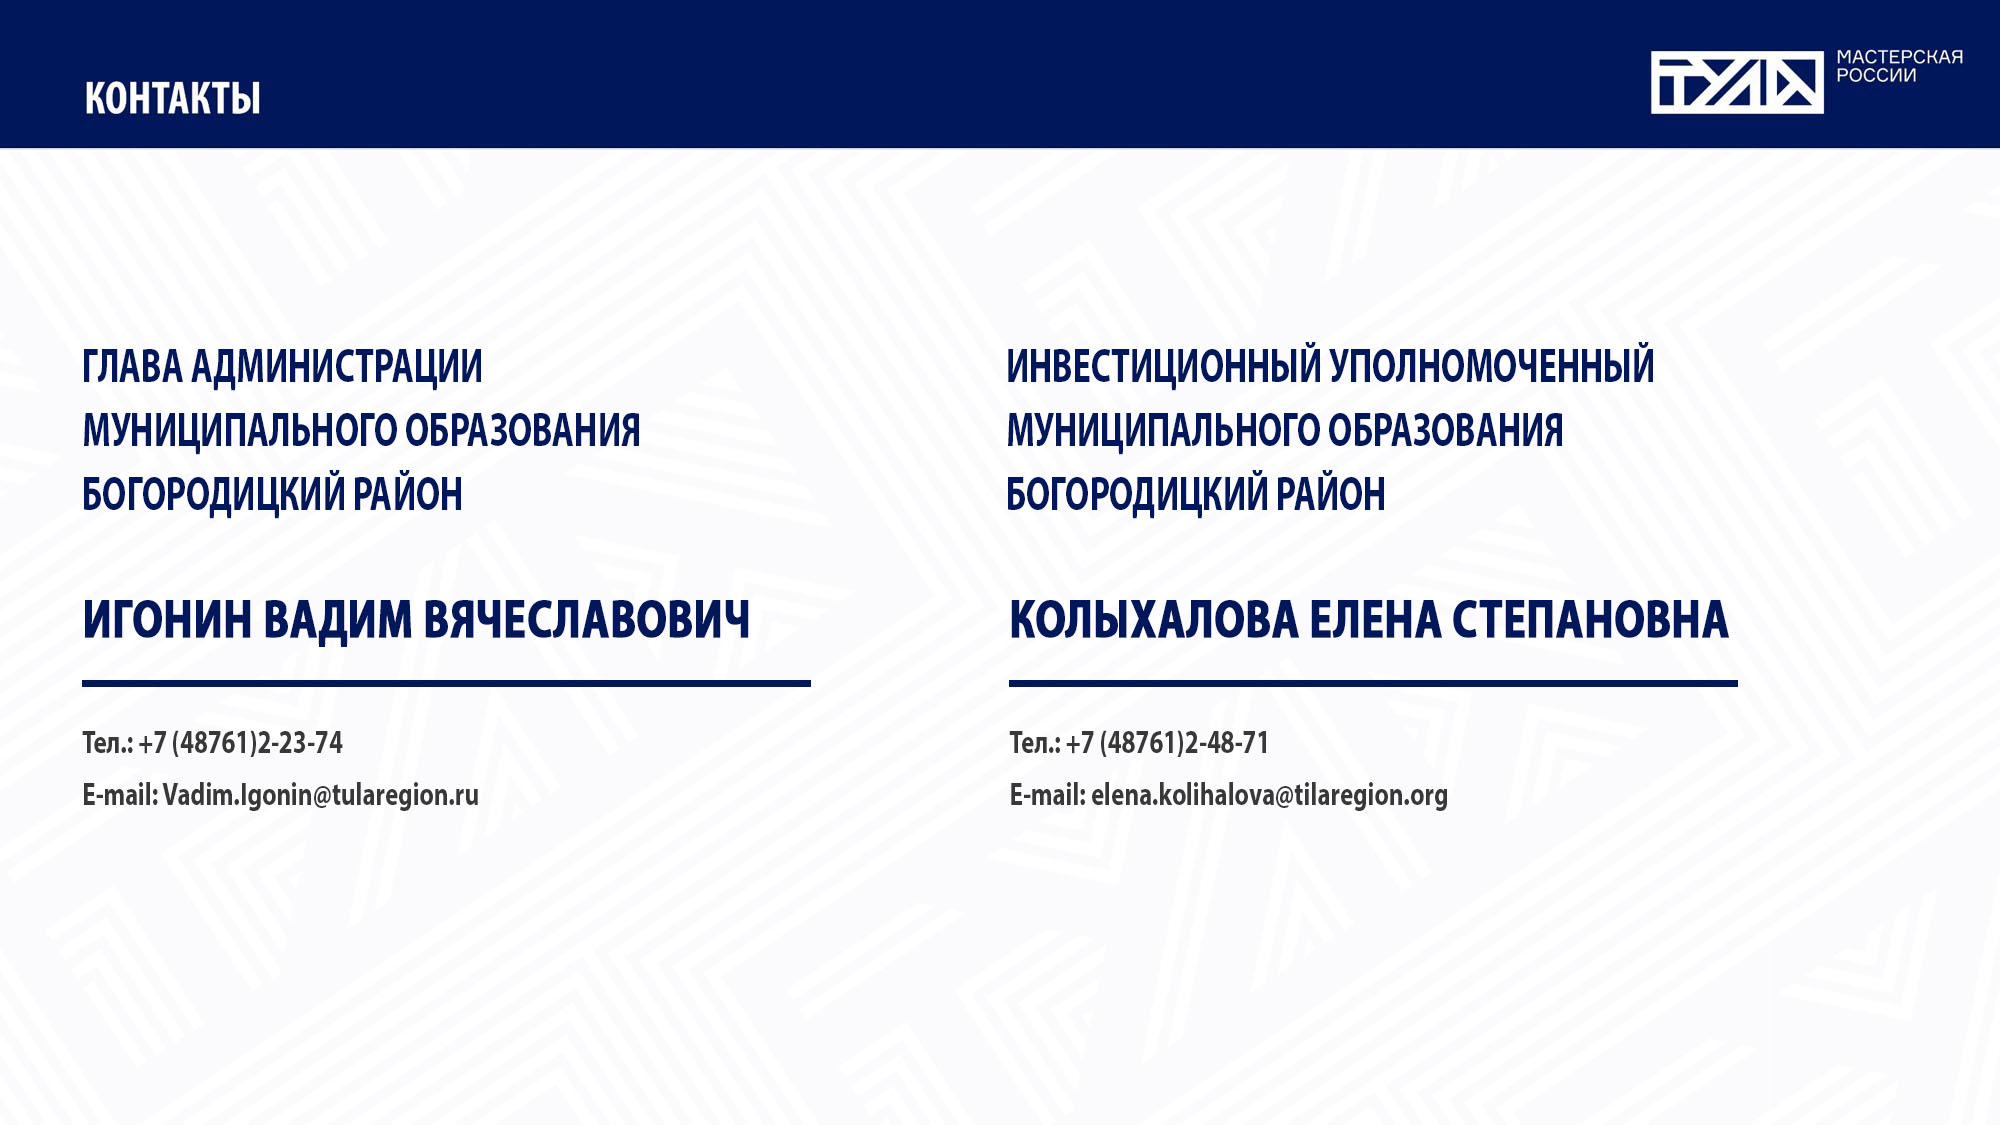 КОНТАКТЫ
ТУЛА
МАСТЕРСКАЯ
РОССИИ
ГЛАВА АДМИНИСТРАЦИИ
МУНИЦИПАЛЬНОГО ОБРАЗОВАНИЯ
БОГОРОДИЦКИЙ РАЙОН
ИГОНИН ВАДИМ ВЯЧЕСЛАВОВИЧ
Тел.: +7 (48761)2-23-74
E-mail: Vadim.Igonin@tularegion.ru
ИНВЕСТИЦИОННЫЙ УПОЛНОМОЧЕННЫЙ
МУНИЦИПАЛЬНОГО ОБРАЗОВАНИЯ
БОГОРОДИЦКИЙ РАЙОН
КОЛЫХАЛОВА ЕЛЕНА СТЕПАНОВНА
Тел.: +7 (48761)2-48-71
E-mail: elena.kolihalova@tilaregion.org